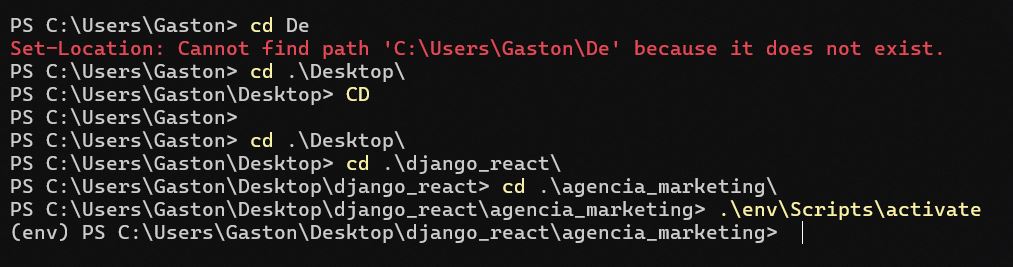 PS C:\Users\Gaston> cd De
Set-Location: Cannot find path 'C:\Users\Gaston\De' because it does not exist.
PS C:\Users\Gaston> cd .\Desktop\
PS C:\Users\Gaston\Desktop> CD
PS C:\Users\Gaston>
PS C:\Users\Gaston> cd .\Desktop\
PS C:\Users\Gaston\Desktop> cd .\django_react\
PS C:\Users\Gaston\Desktop\django_react> cd .\agencia_marketing\
PS C:\Users\Gaston\Desktop\django_react\agencia_marketing> .\env\Scripts\activate
(env) PS C:\Users\Gaston\Desktop\django_react\agencia_marketing>